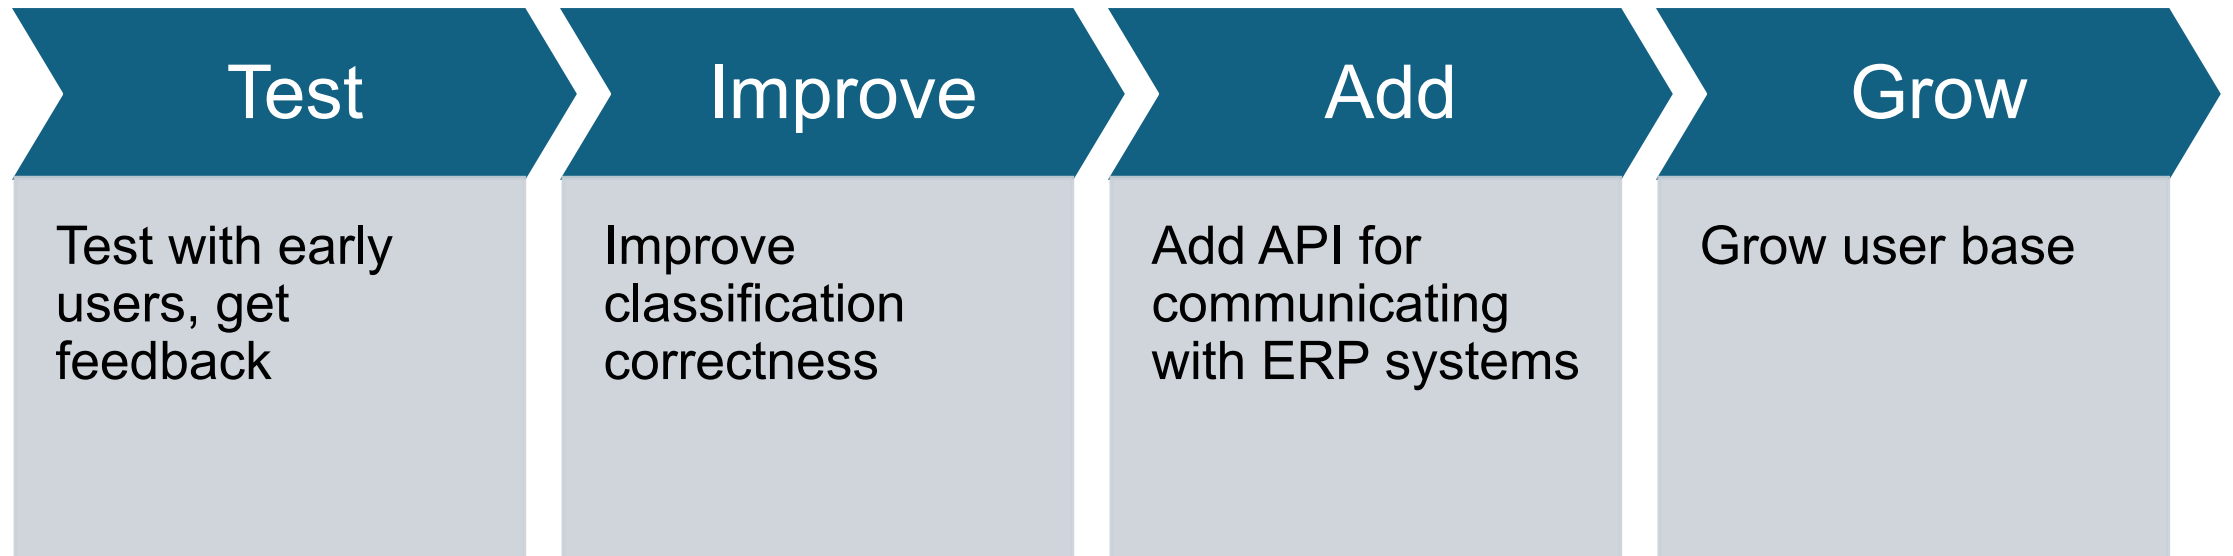 Test
Improve
Add
Grow
Test with early
users, get
feedback
Improve
classification
correctness
Add API for
communicating
with ERP systems
Grow user base